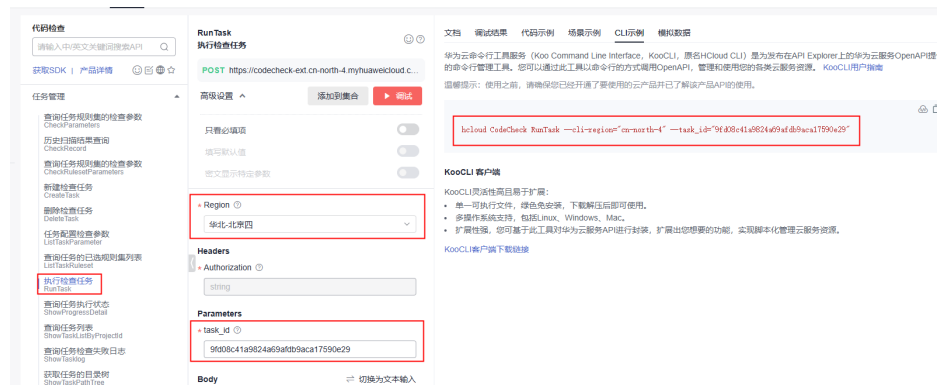 代码检查
请输入中/英文关键词搜索API
获取SDK | 产品详情
任务管理
查询任务规则集的检查参数
CheckParameters
历史扫描结果查询
CheckRecord
查询任务规则集的检查参数
CheckRulesetParameters
新建检查任务
CreateTask
删除检查任务
DeleteTask
任务配置检查参数
ListTaskParameter
查询任务的已选规则集列表
ListTaskRuleset
执行检查任务
RunTask
查询任务执行状态
ShowProgressDetail
查询任务列表
ShowTaskListByProjectId
查询任务检查失败日志
ShowTasklog
获取任务的目录树
ShowTaskPathTree
RunTask
执行检查任务
POST https://codecheck-ext.cn-north-4.myhuaweicloud.c...
高级设置 添加到集合 调试
只看必填项
填写默认值
密文显示特定参数
* Region
华北-北京四
Headers
* Authorization
string
Parameters
* task_id
9fd08c41a9824a69afdb9aca17590e29
Body 切换为文本输入
文档 调试结果 代码示例 场景示例 CLI示例 模拟数据
华为云命令行工具服务（Koo Command Line Interface，KooCLI，原名HCloud CLI）是为发布在API Explorer上的华为云服务OpenAPI提
的命令行管理工具。您可以通过此工具以命令行的方式调用OpenAPI，管理和使用您的各类云服务资源。 KooCLI用户指南
温馨提示：使用之前，请确保您已经开通了要使用的云产品并已了解该产品API的使用。
hcloud CodeCheck RunTask --cli-region="cn-north-4" --task_id="9fd08c41a9824a69afdb9aca17590e29"
KooCLI 客户端
KooCLI灵活性高且易于扩展：
• 单一可执行文件，绿色免安装，下载解压后即可使用。
• 多操作系统支持，包括Linux、Windows、Mac。
• 扩展性强，您可基于此工具对华为云服务API进行封装，扩展出您想要的功能，实现脚本化管理云服务资源。
KooCLI客户端下载链接